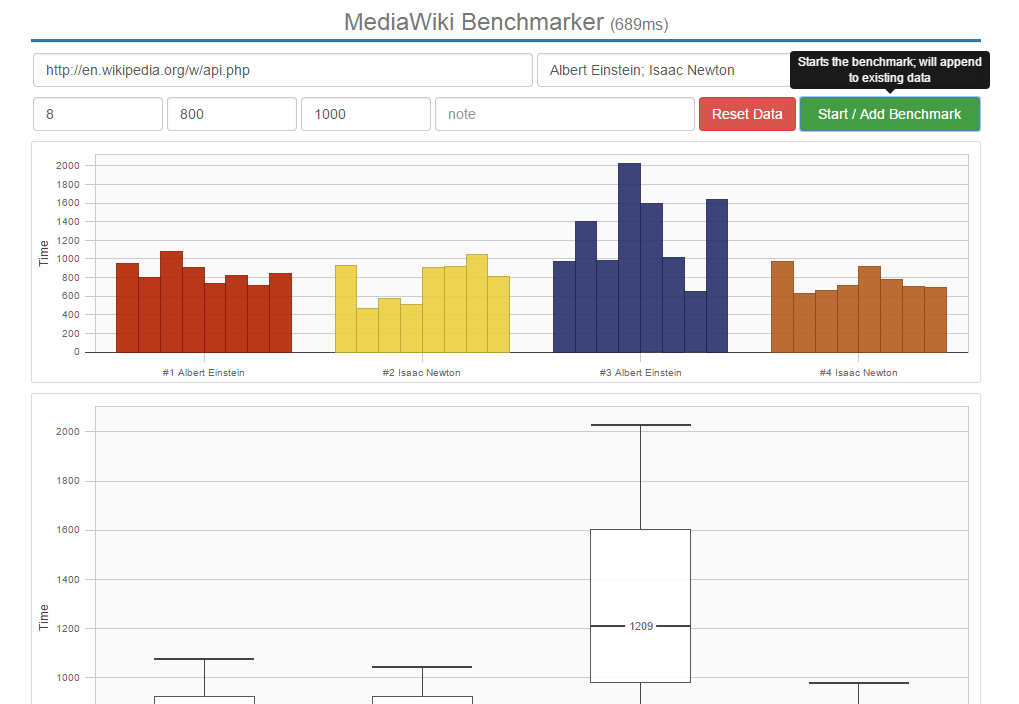 MediaWiki Benchmarker (689ms)
http://en.wikipedia.org/w/api.php
Albert Einstein; Isaac Newton
Starts the benchmark; will append
to existing data
8
800
1000
note
Reset Data
Start / Add Benchmark
2000
1800
1600
1400
1200
1000
800
600
400
200
0
Time
#1 Albert Einstein
#2 Isaac Newton
#3 Albert Einstein
#4 Isaac Newton
2000
1800
1600
1400
1200
1000
Time
1209